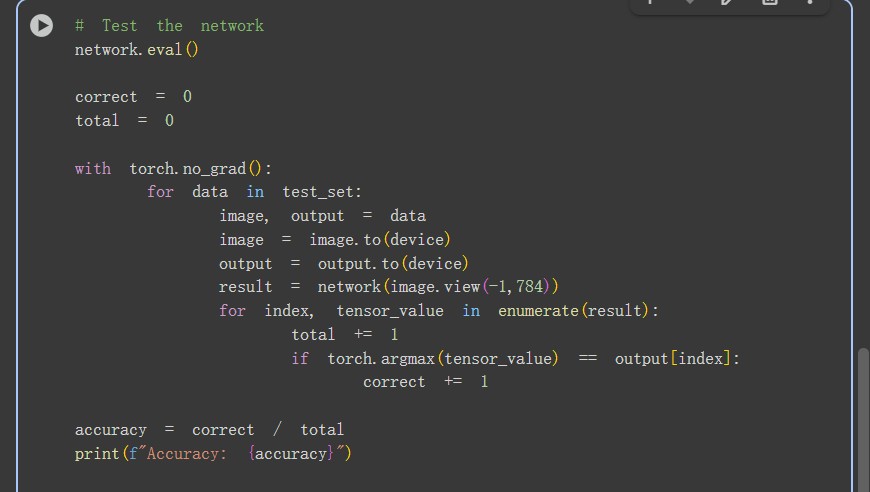 # Test the network
network.eval()
correct = 0
total = 0
with torch.no_grad():
for data in test_set:
image, output = data
image = image.to(device)
output = output.to(device)
result = network(image.view(-1,784))
for index, tensor_value in enumerate(result):
total += 1
if torch.argmax(tensor_value) == output[index]:
correct += 1
accuracy = correct / total
print(f"Accuracy: {accuracy}")